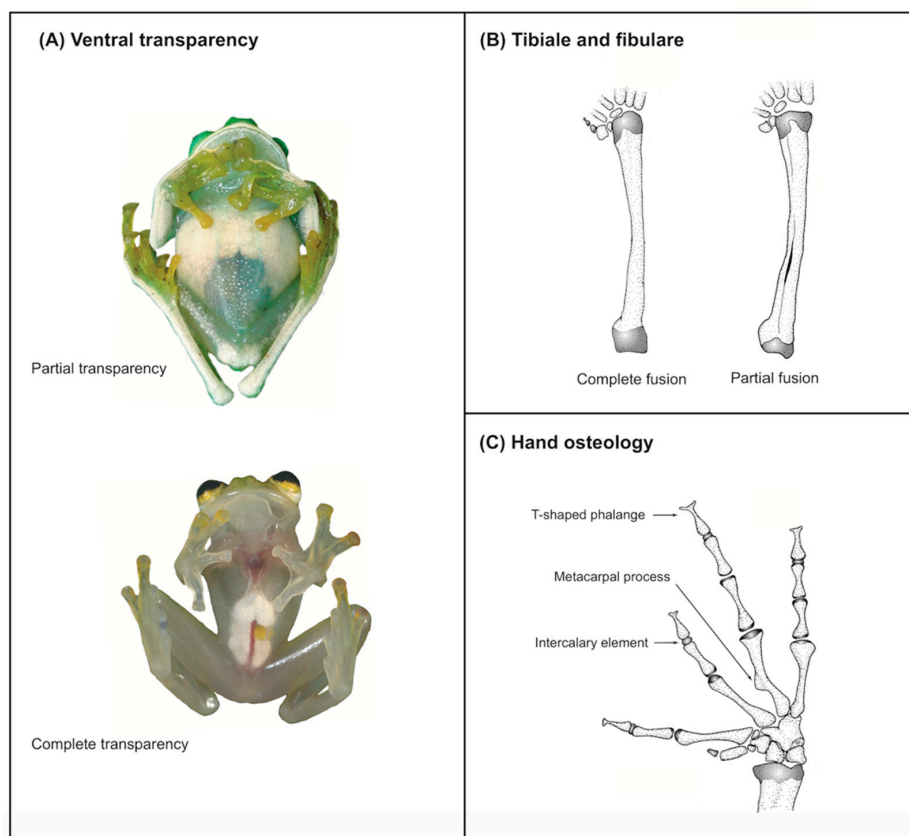 (A) Ventral transparency
Partial transparency
Complete transparency
(B) Tibiale and fibulare
Complete fusion
Partial fusion
(C) Hand osteology
T-shaped phalange
Metacarpal process
Intercalary element